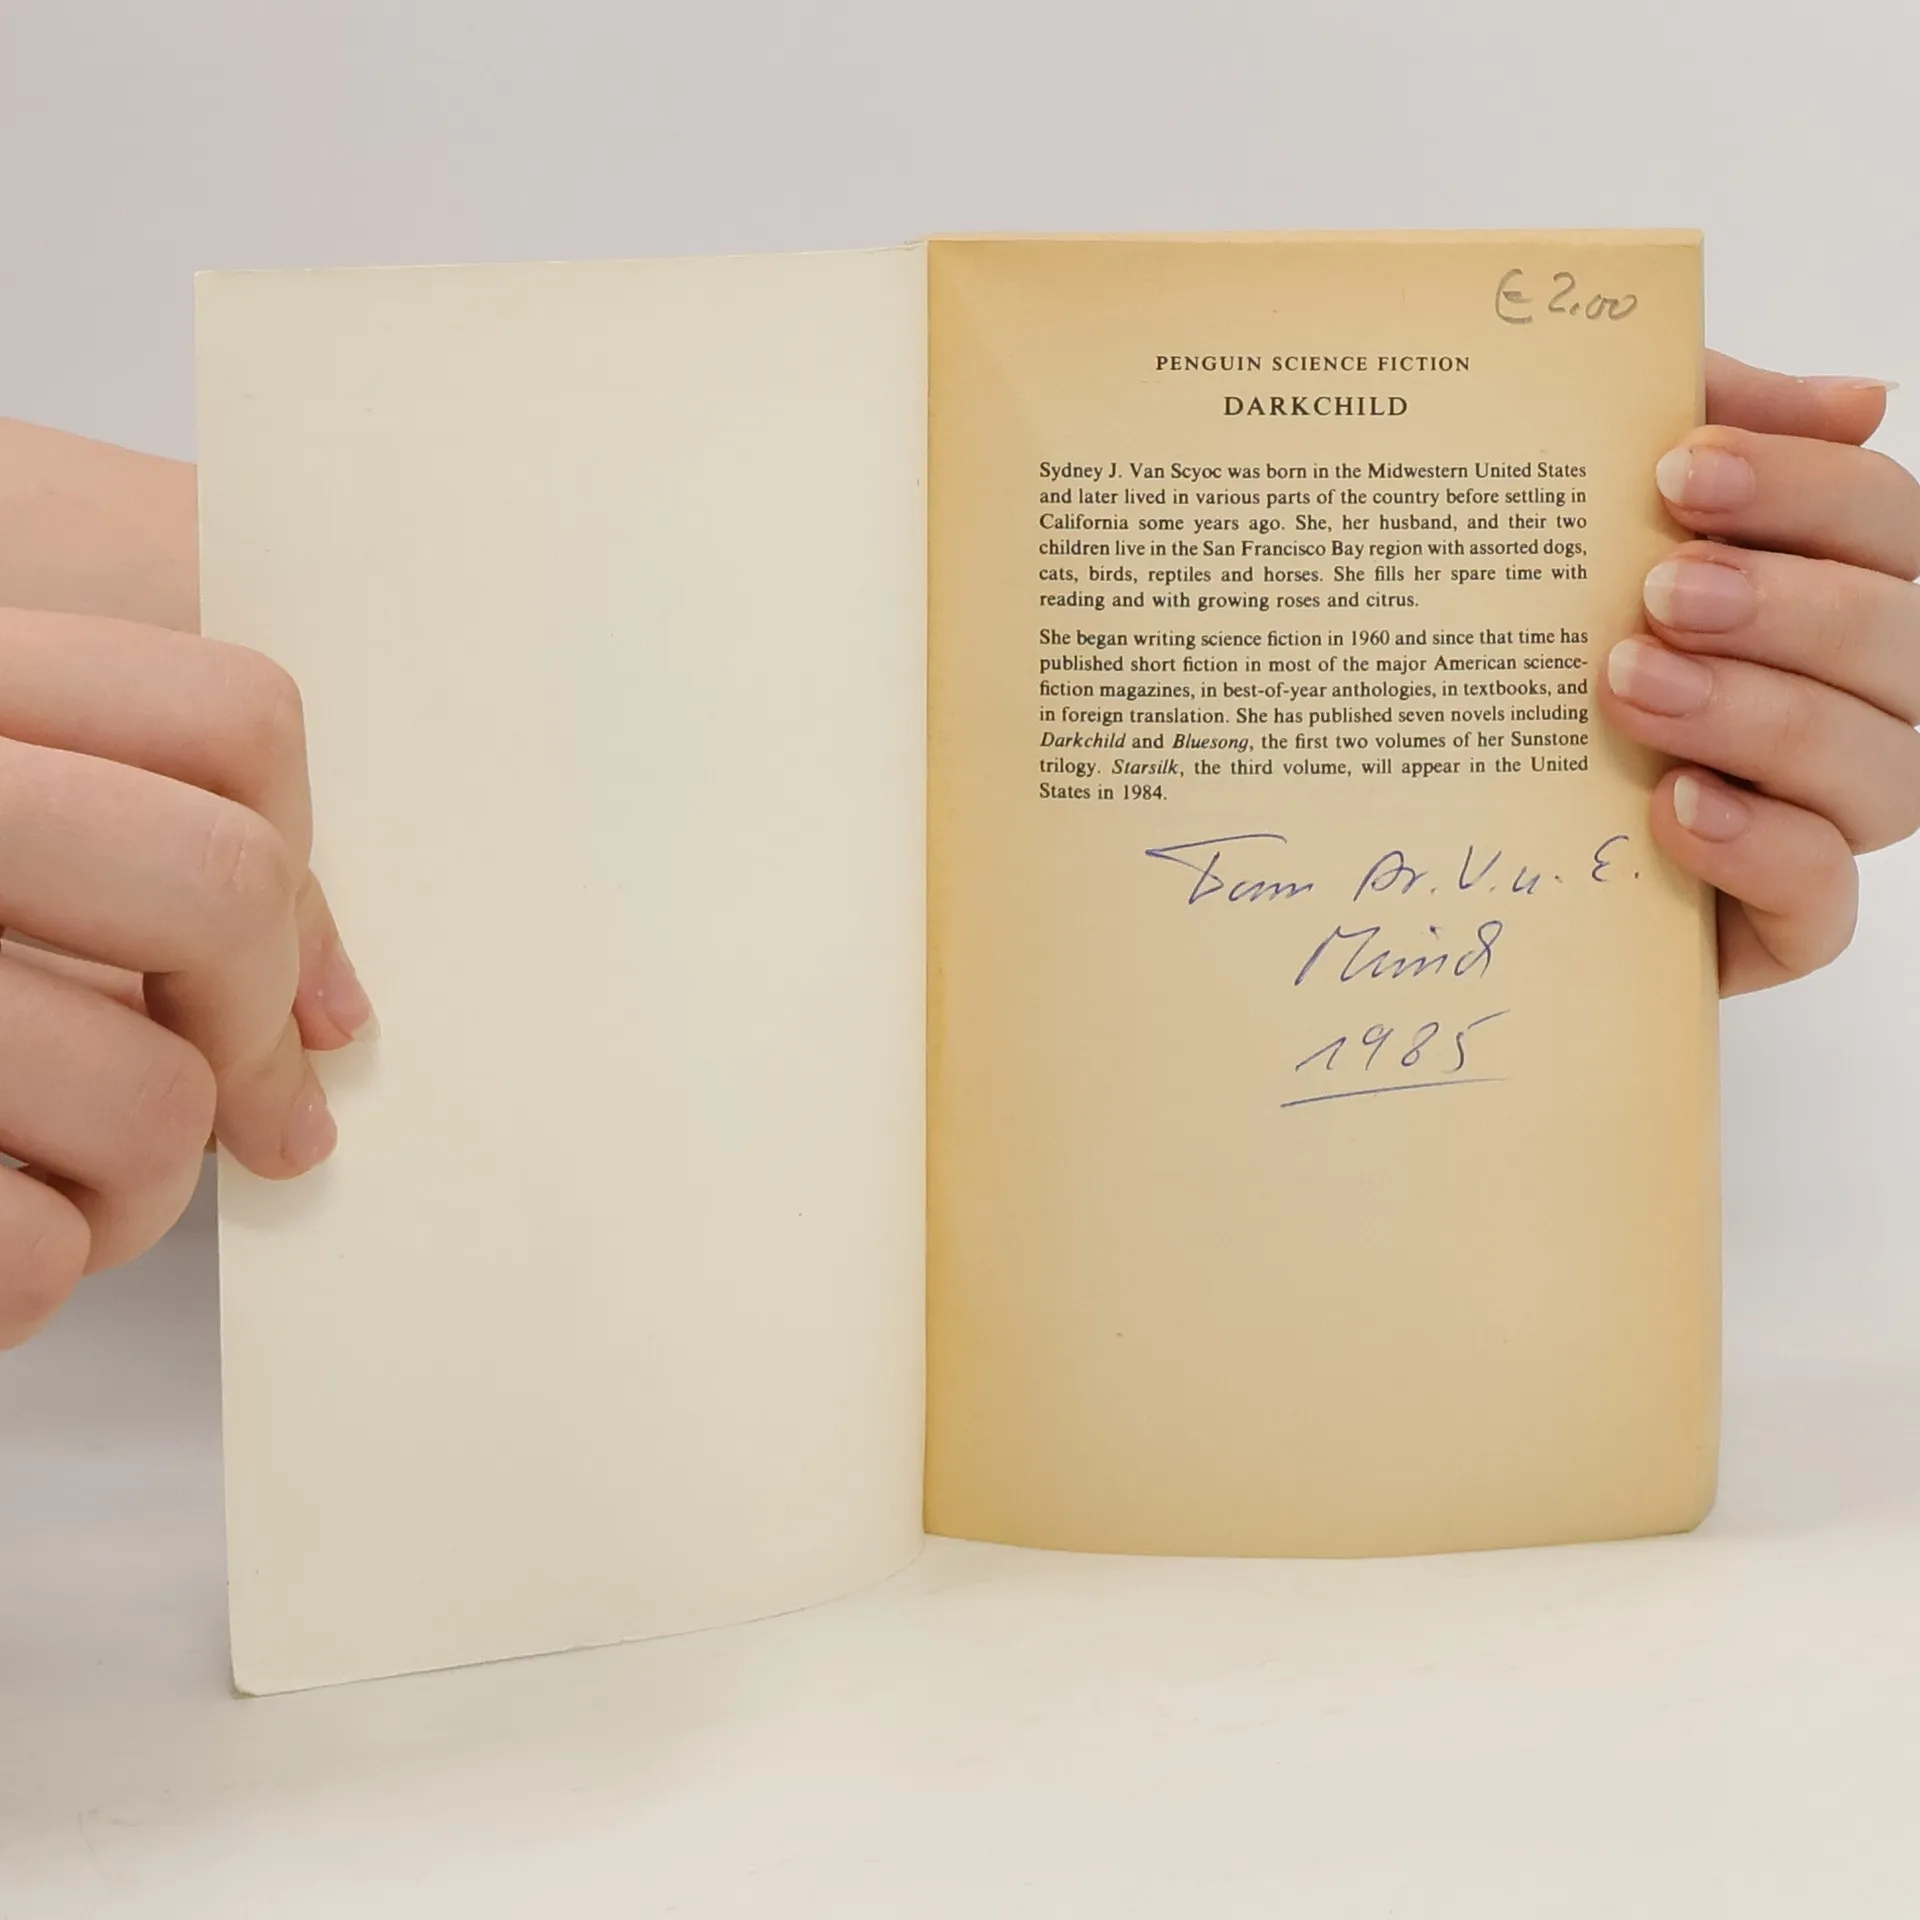 € 2.00
PENGUIN SCIENCE FICTION
DARKCHILD
Sydney J. Van Scyoc was born in the Midwestern United States
and later lived in various parts of the country before settling in
California some years ago. She, her husband, and their two
children live in the San Francisco Bay region with assorted dogs,
cats, birds, reptiles and horses. She fills her spare time with
reading and with growing roses and citrus.
She began writing science fiction in 1960 and since that time has
published short fiction in most of the major American science-
fiction magazines, in best-of-year anthologies, in textbooks, and
in foreign translation. She has published seven novels including
Darkchild and Bluesong, the first two volumes of her Sunstone
trilogy. Starsilk, the third volume, will appear in the United
States in 1984.
Dr. V. u. E.
1985